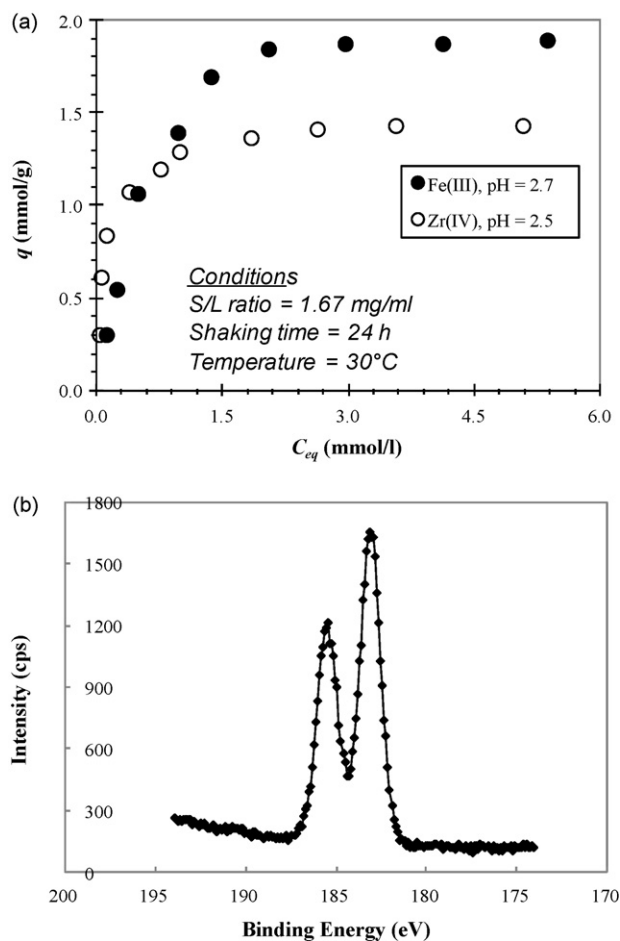 (a)
2.0
1.5
1.0
0.5
0.0
q (mmol/g)
Fe(III), pH = 2.7
Zr(IV), pH = 2.5
Conditions
S/L ratio = 1.67 mg/ml
Shaking time = 24 h
Temperature = 30°C
0.0 1.5 3.0 4.5 6.0
Ceq (mmol/l)
(b)
1800
1500
1200
900
600
300
0
Intensity (cps)
200 195 190 185 180 175 170
Binding Energy (eV)